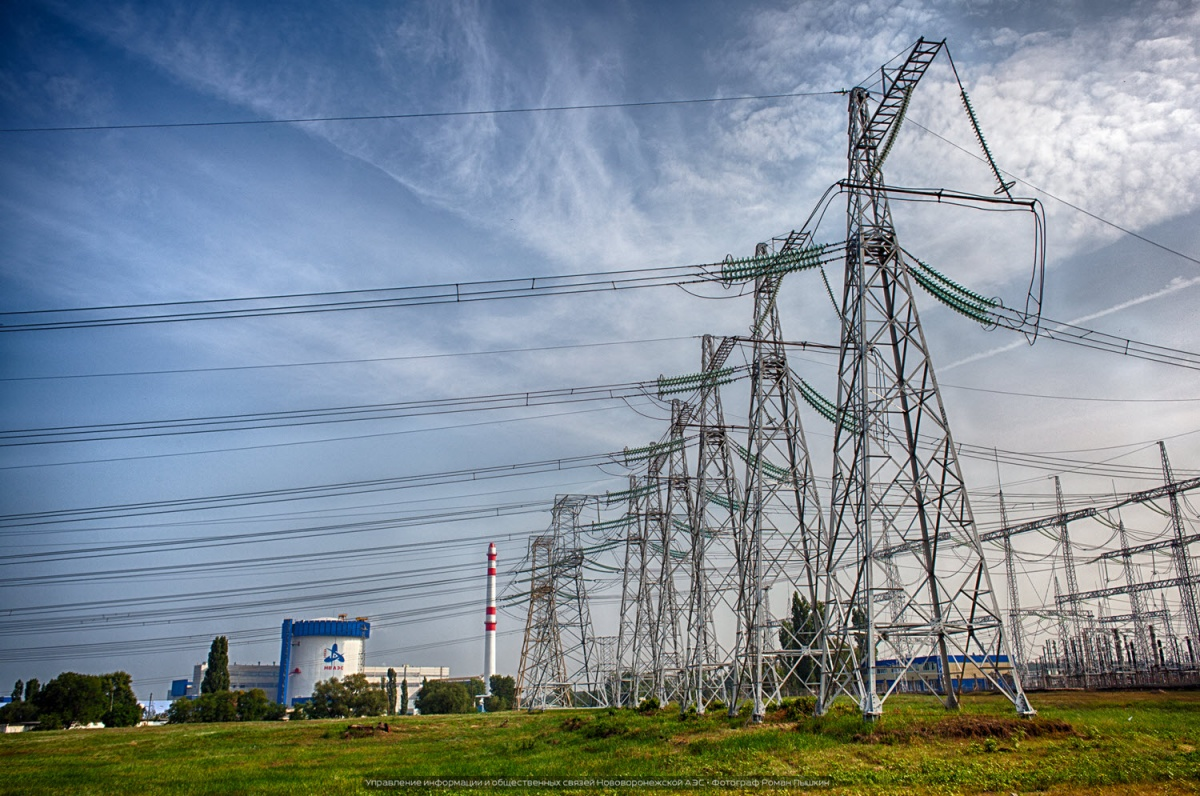 Управление информации и общественных связей Нововоронежской АЭС • Фотограф Роман Пышкин